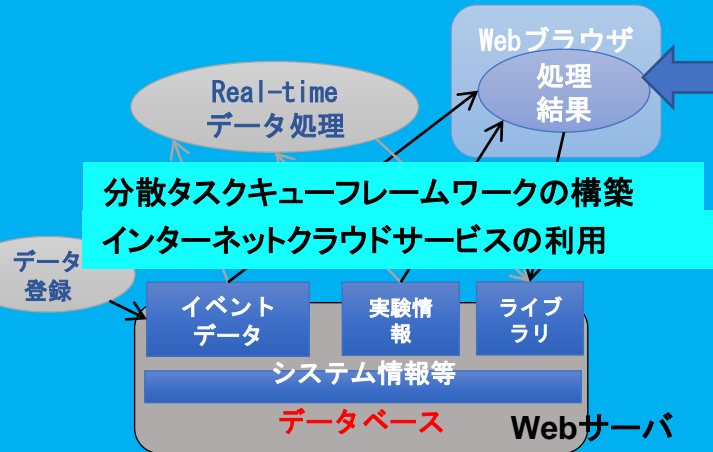 Webブラウザ
処理
結果
Real-time
データ処理
分散タスクキューフレームワークの構築
インターネットクラウドサービスの利用
データ
登録
イベント
データ
実験情
報
ライブ
ラリ
システム情報等
データベース
Webサーバ